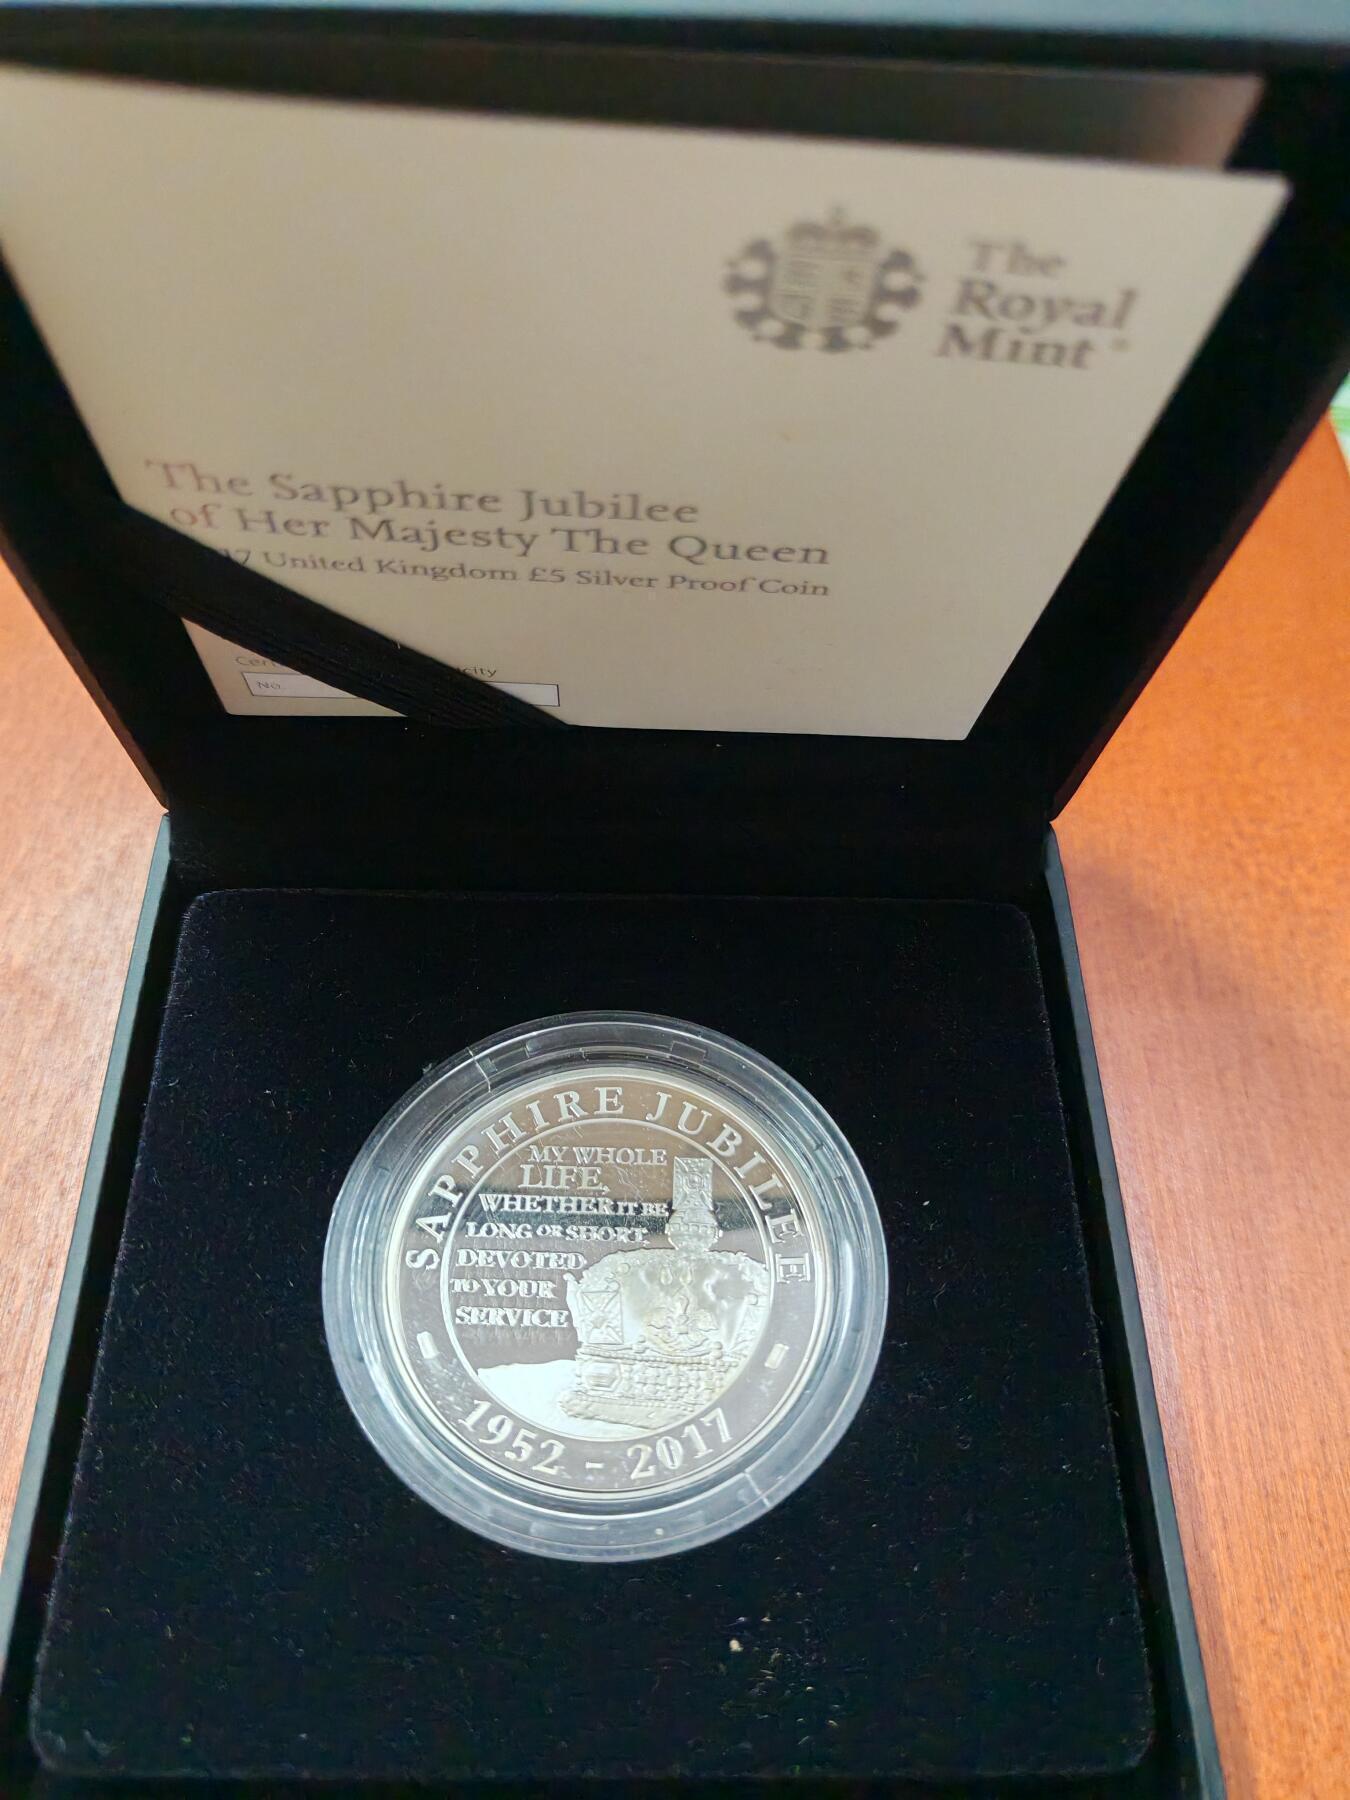 The
Royal
Mint
The Sapphire Jubilee
of Her Majesty The Queen
17 United Kingdom £5 Silver Proof Coin
No.
SAPPHIRE JUBILEE
MY WHOLE
LIFE,
WHETHER IT BE
LONG OR SHORT
DEVOTED
TO YOUR
SERVICE
1952 - 2017